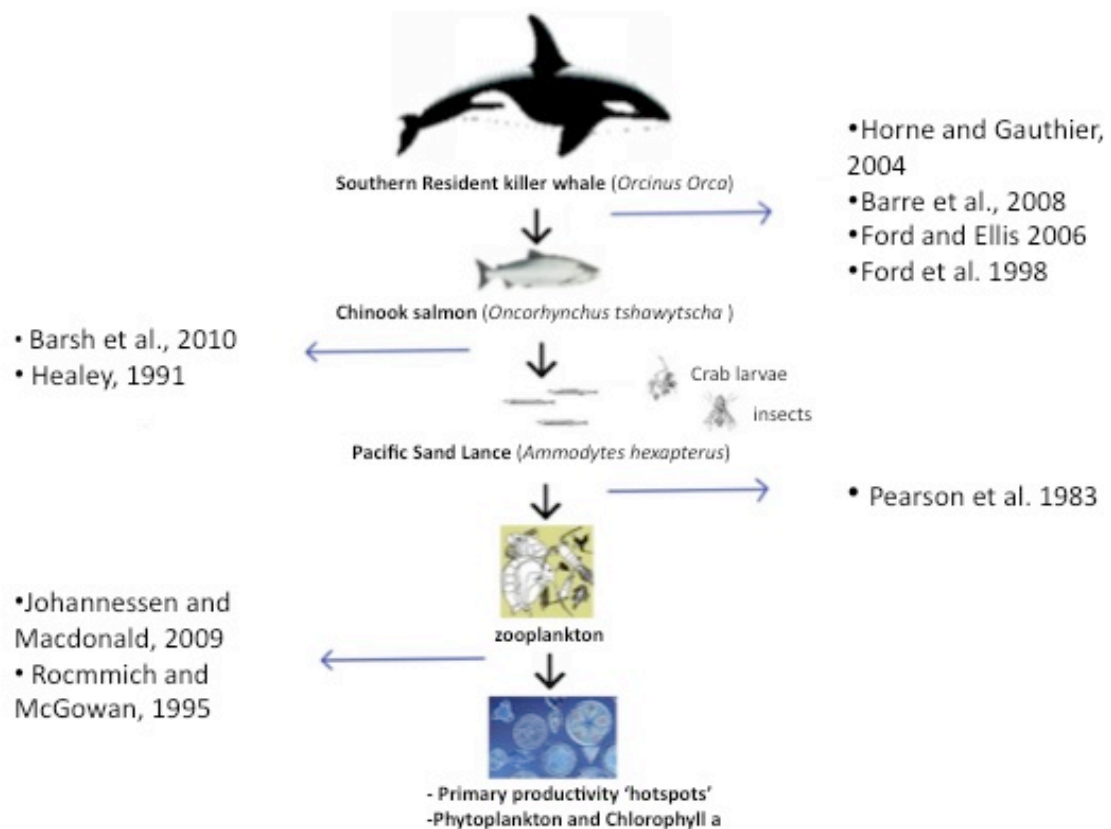 Southern Resident killer whale (Orcinus Orca)
•Horne and Gauthier,
2004
•Barre et al., 2008
•Ford and Ellis 2006
•Ford et al. 1998
Chinook salmon (Oncorhynchus tshawytscha )
• Barsh et al., 2010
• Healey, 1991
Crab larvae
insects
Pacific Sand Lance (Ammodytes hexapterus)
• Pearson et al. 1983
•Johannessen and
Macdonald, 2009
• Rocmmich and
McGowan, 1995
zooplankton
- Primary productivity ‘hotspots’
-Phytoplankton and Chlorophyll a